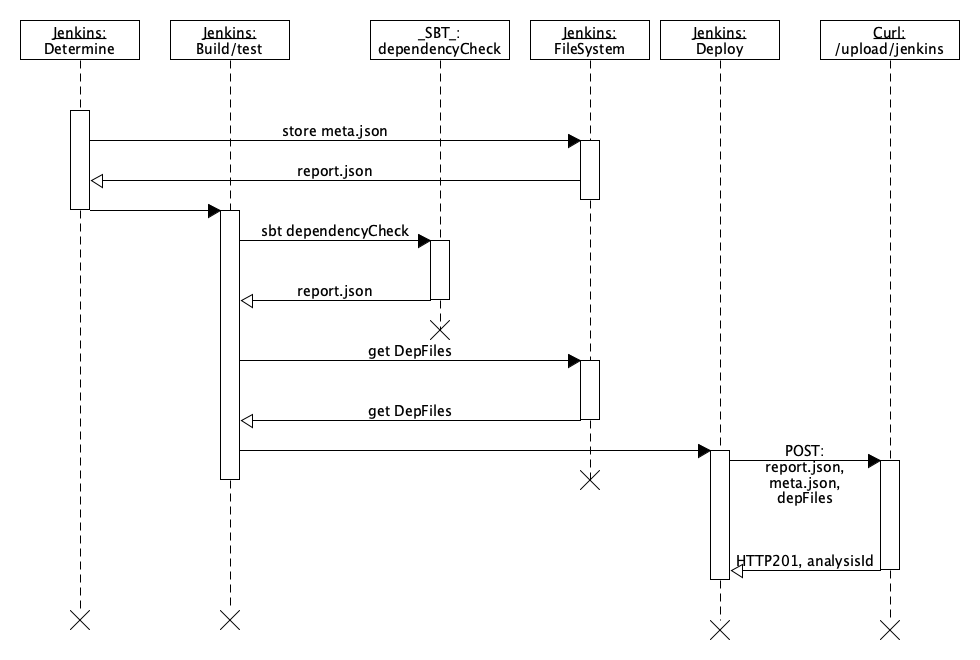 Jenkins:
Determine
Jenkins:
Build/test
_SBT_:
dependencyCheck
Jenkins:
FileSystem
Jenkins:
Deploy
Curl:
/upload/jenkins
store meta.json
report.json
sbt dependencyCheck
report.json
get DepFiles
get DepFiles
POST:
report.json,
meta.json,
depFiles
HTTP201, analysisId